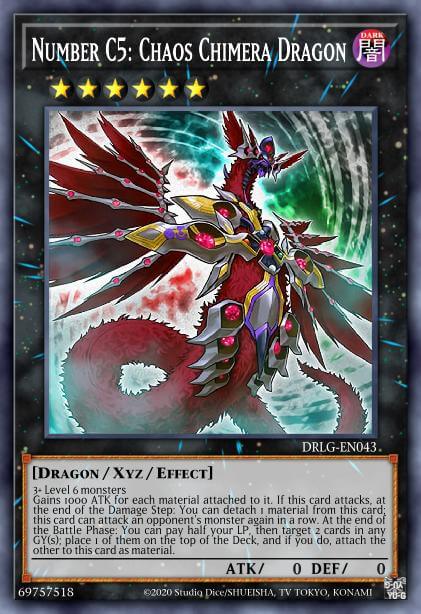 NUMBER C5: CHAOS CHIMERA DRAGON
DARK
闇
DRLG-EN043
[DRAGON / XYZ / EFFECT]
3+ Level 6 monsters
Gains 1000 ATK for each material attached to it. If this card attacks, at
the end of the Damage Step: You can detach 1 material from this card;
this card can attack an opponent's monster again in a row. At the end of
the Battle Phase: You can pay half your LP, then target 2 cards in any
GY(s); place 1 of them on the top of the Deck, and if you do, attach the
other to this card as material.
ATK/ 0 DEF/ 0
69757518
©2020 Studio Dice/SHUEISHA, TV TOKYO, KONAMI